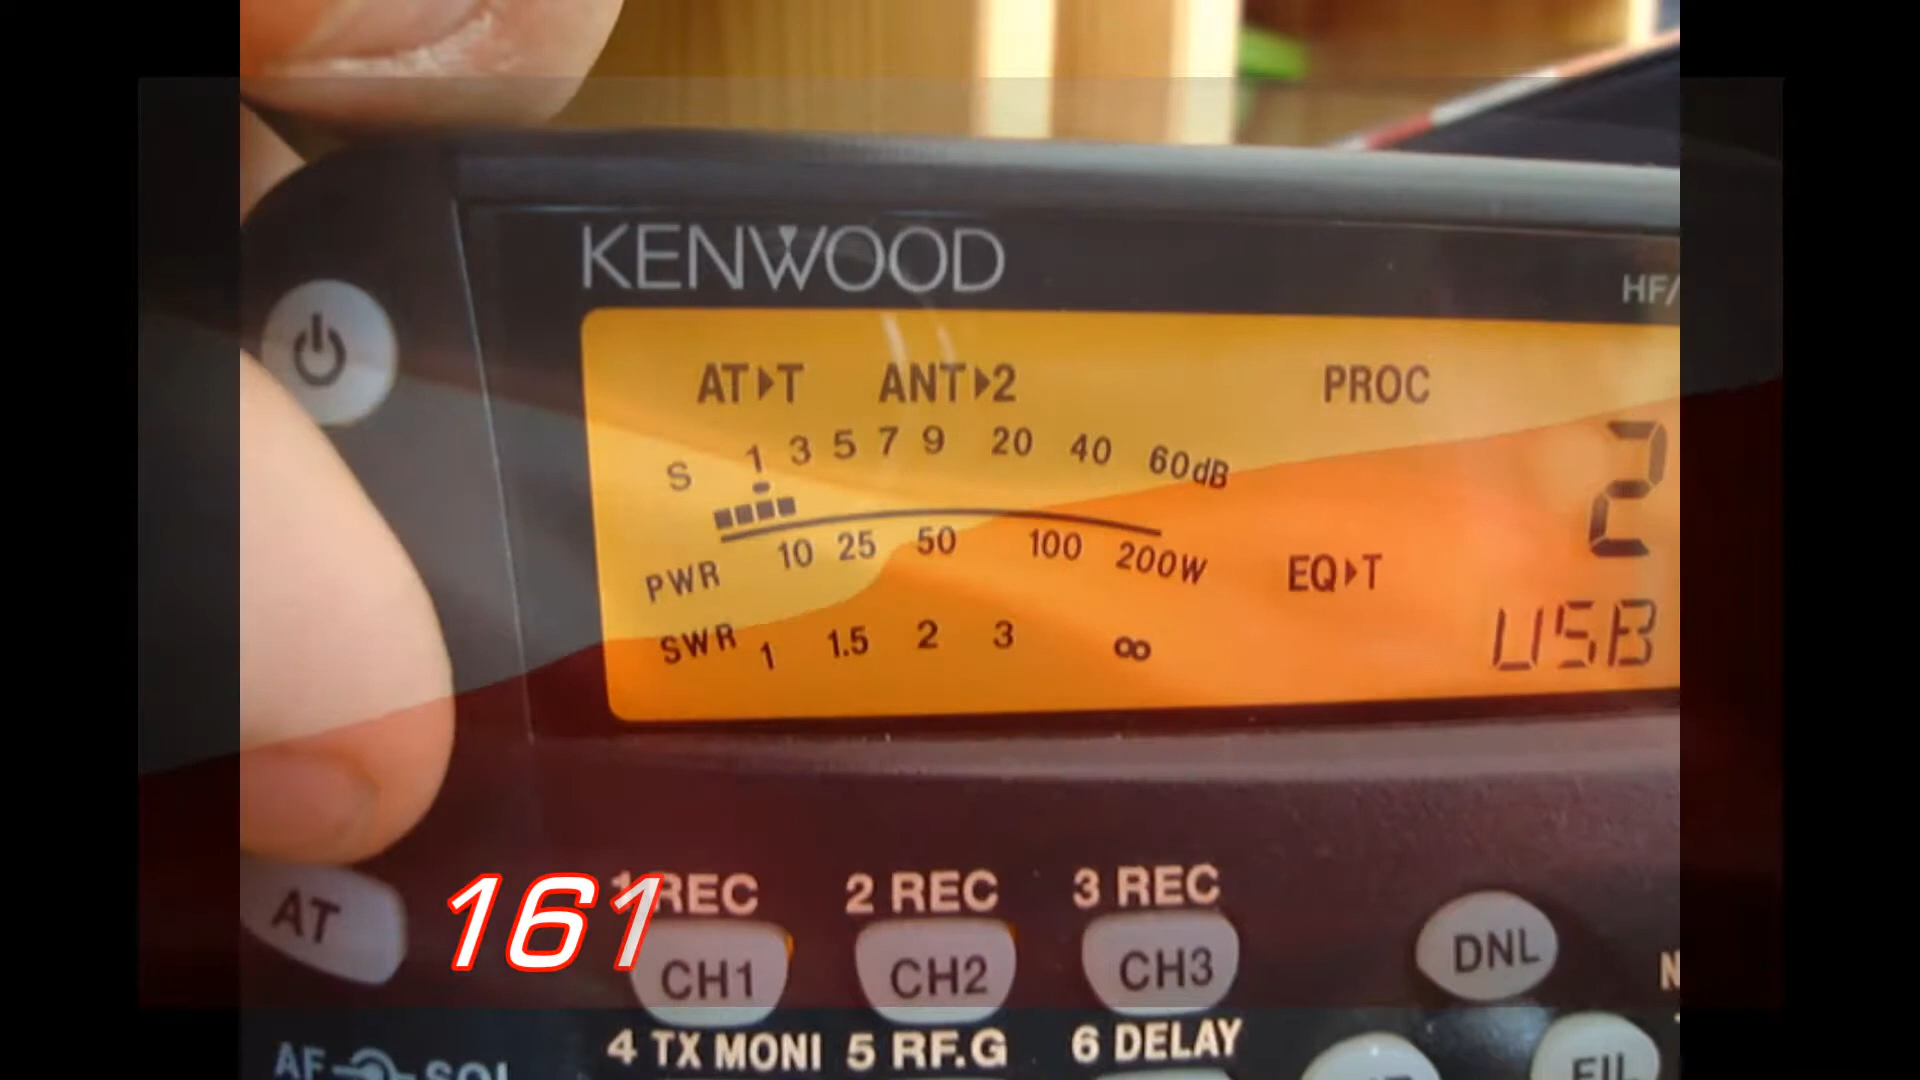 KENWOOD
HF/
AT▸T ANT▸2 PROC
S 1 3 5 7 9 20 40 60dB
2
PWR 10 25 50 100 200W
EQ▸T
SWR 1 1.5 2 3 ∞
USB
1 REC 2 REC 3 REC
161
AT CH1 CH2 CH3 DNL
4 TX MONI 5 RF.G 6 DELAY
AF SQL
FIL